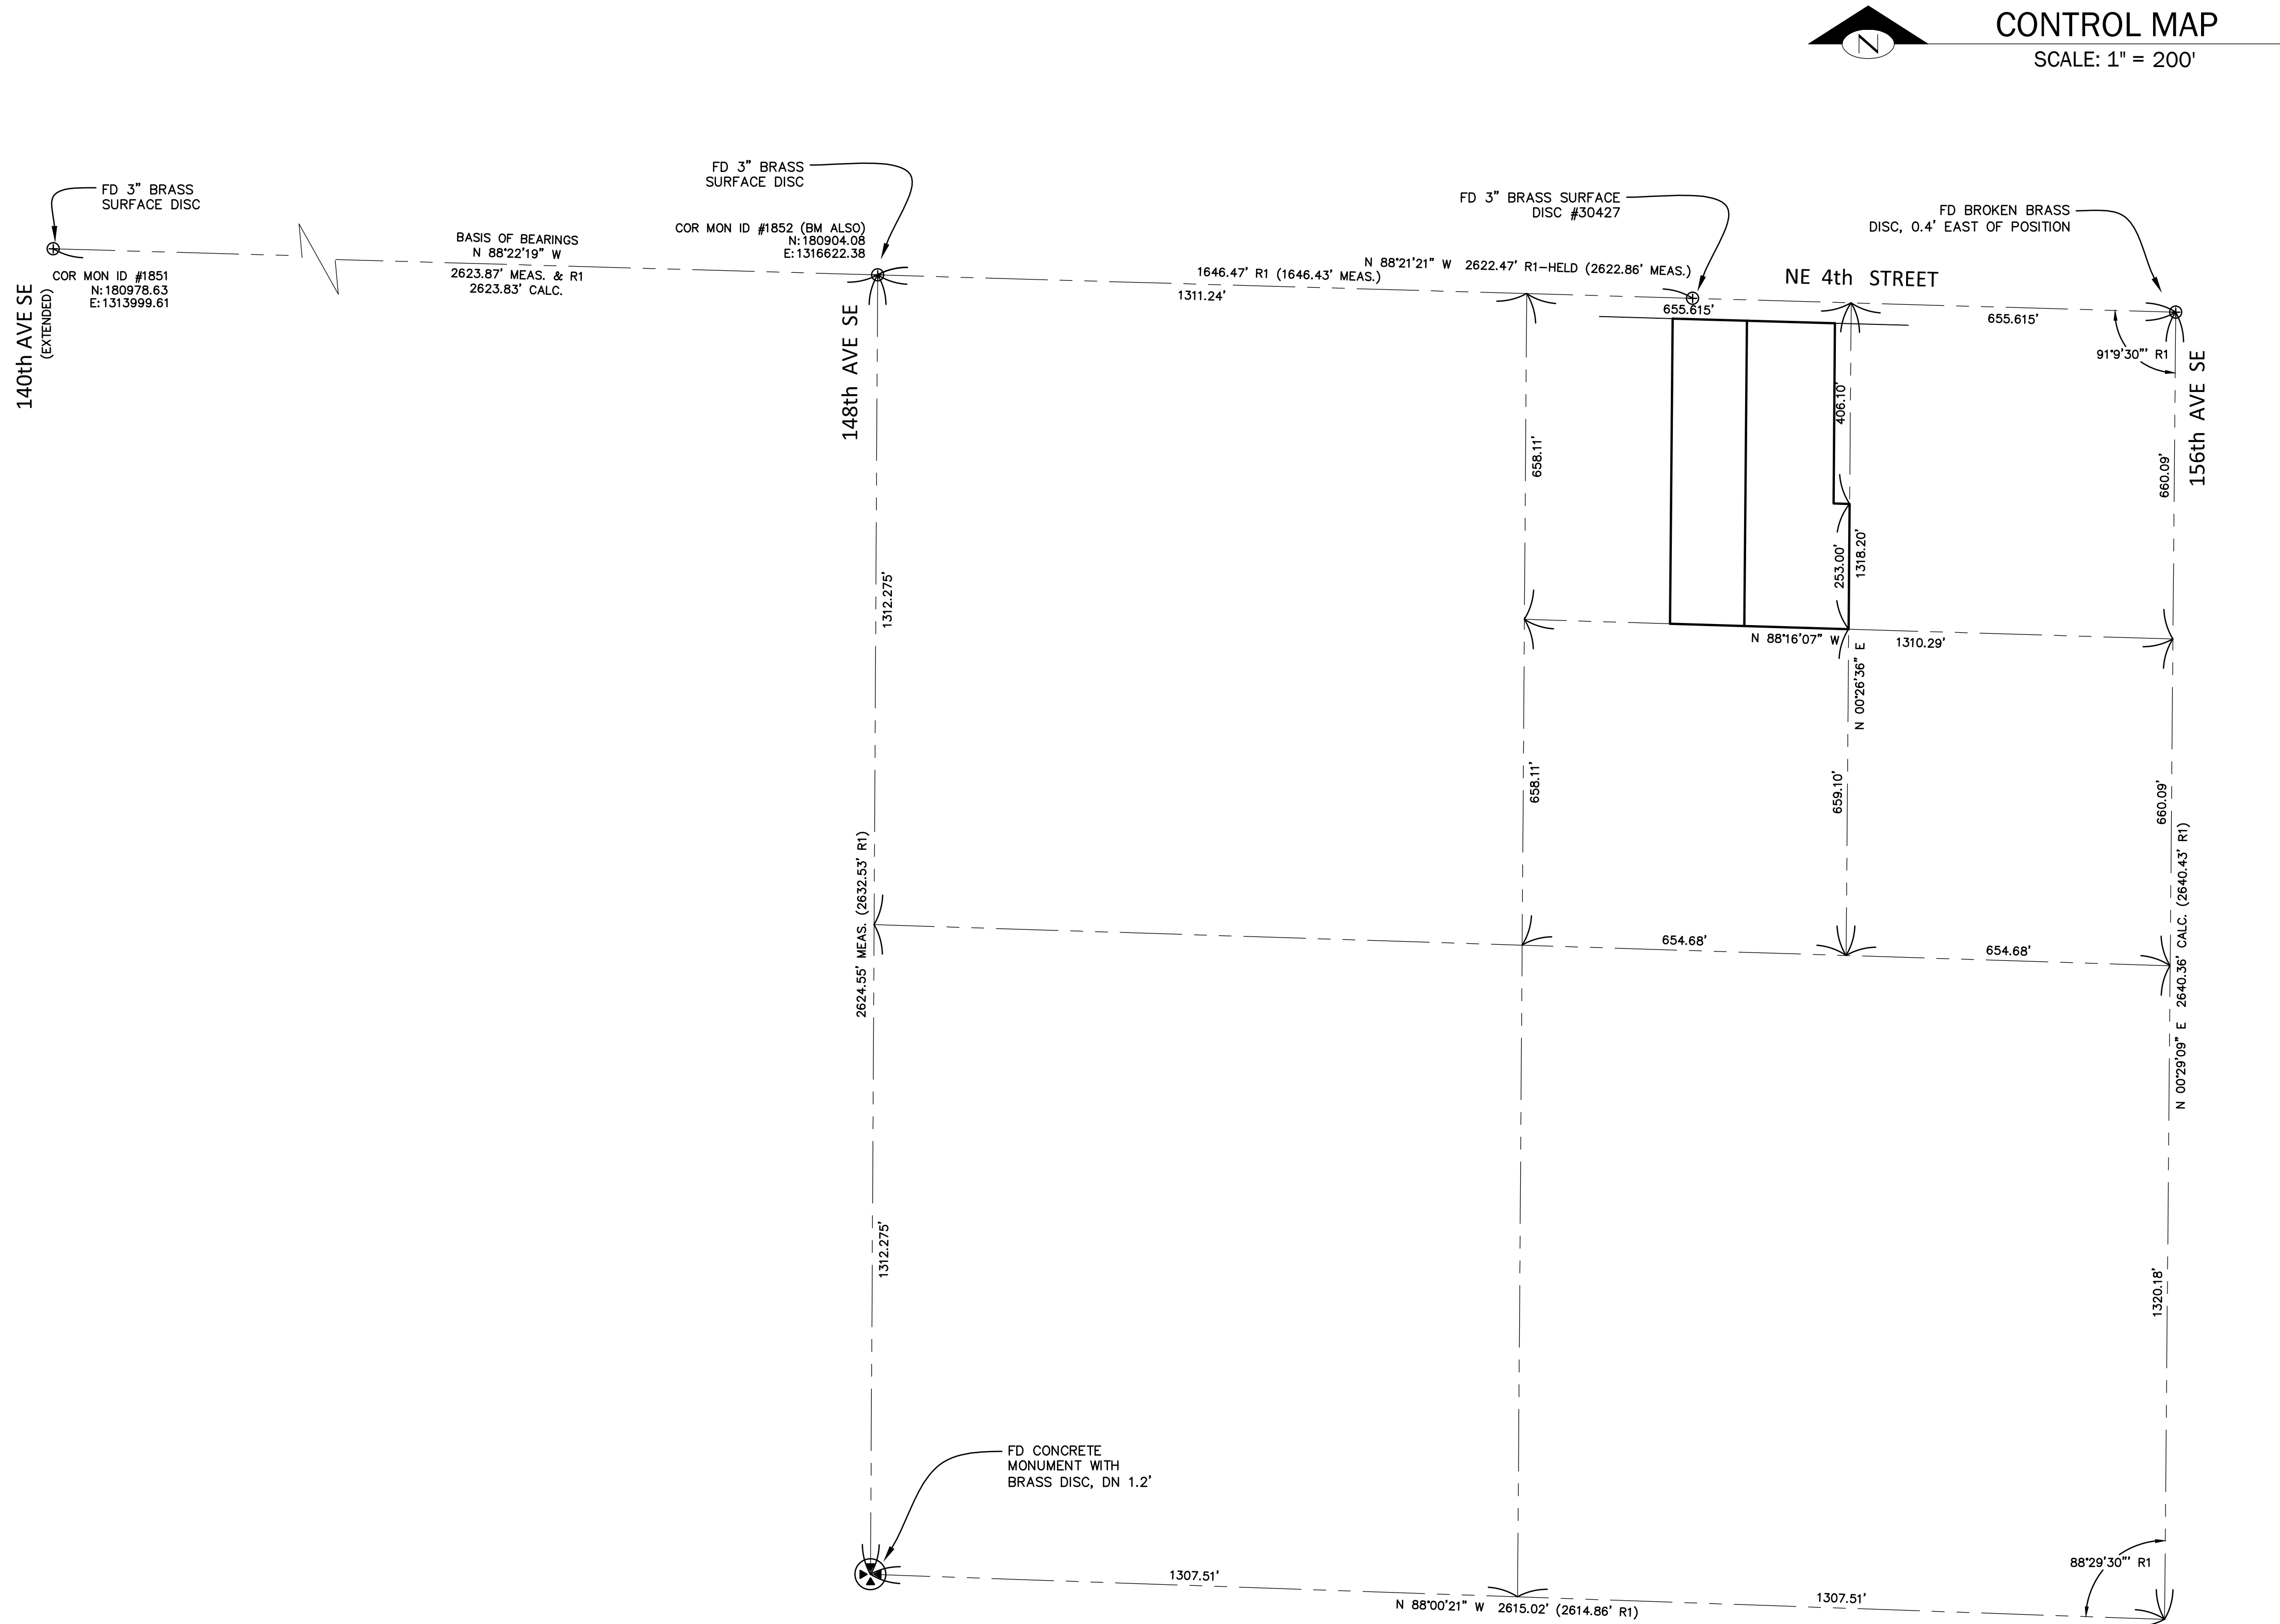 CONTROL MAP
N
SCALE: 1" = 200'
FD 3" BRASS
SURFACE DISC
FD 3" BRASS
SURFACE DISC
FD 3" BRASS SURFACE
DISC #30427
FD BROKEN BRASS
DISC, 0.4' EAST OF POSITION
COR MON ID #1851
N:180978.63
E:1313999.61
140th AVE SE
(EXTENDED)
BASIS OF BEARINGS
N 88°22'19" W
2623.87' MEAS. & R1
2623.83' CALC.
COR MON ID #1852 (BM ALSO)
N:180904.08
E:1316622.38
148th AVE SE
N 88°21'21" W 2622.47' R1-HELD (2622.86' MEAS.)
1646.47' R1 (1646.43' MEAS.)
1311.24'
NE 4th STREET
655.615'
655.615'
91°9'30"' R1
156th AVE SE
406.10'
658.11'
660.09'
253.00'
1318.20'
1312.275'
N 88°16'07" W
1310.29'
N 00°26'36" E
658.11'
659.10'
660.09'
2624.55' MEAS. (2632.53' R1)
654.68'
654.68'
N 00°29'09" E 2640.36' CALC. (2640.43' R1)
1312.275'
1320.18'
FD CONCRETE
MONUMENT WITH
BRASS DISC, DN 1.2'
88°29'30"' R1
1307.51'
1307.51'
N 88°00'21" W 2615.02' (2614.86' R1)